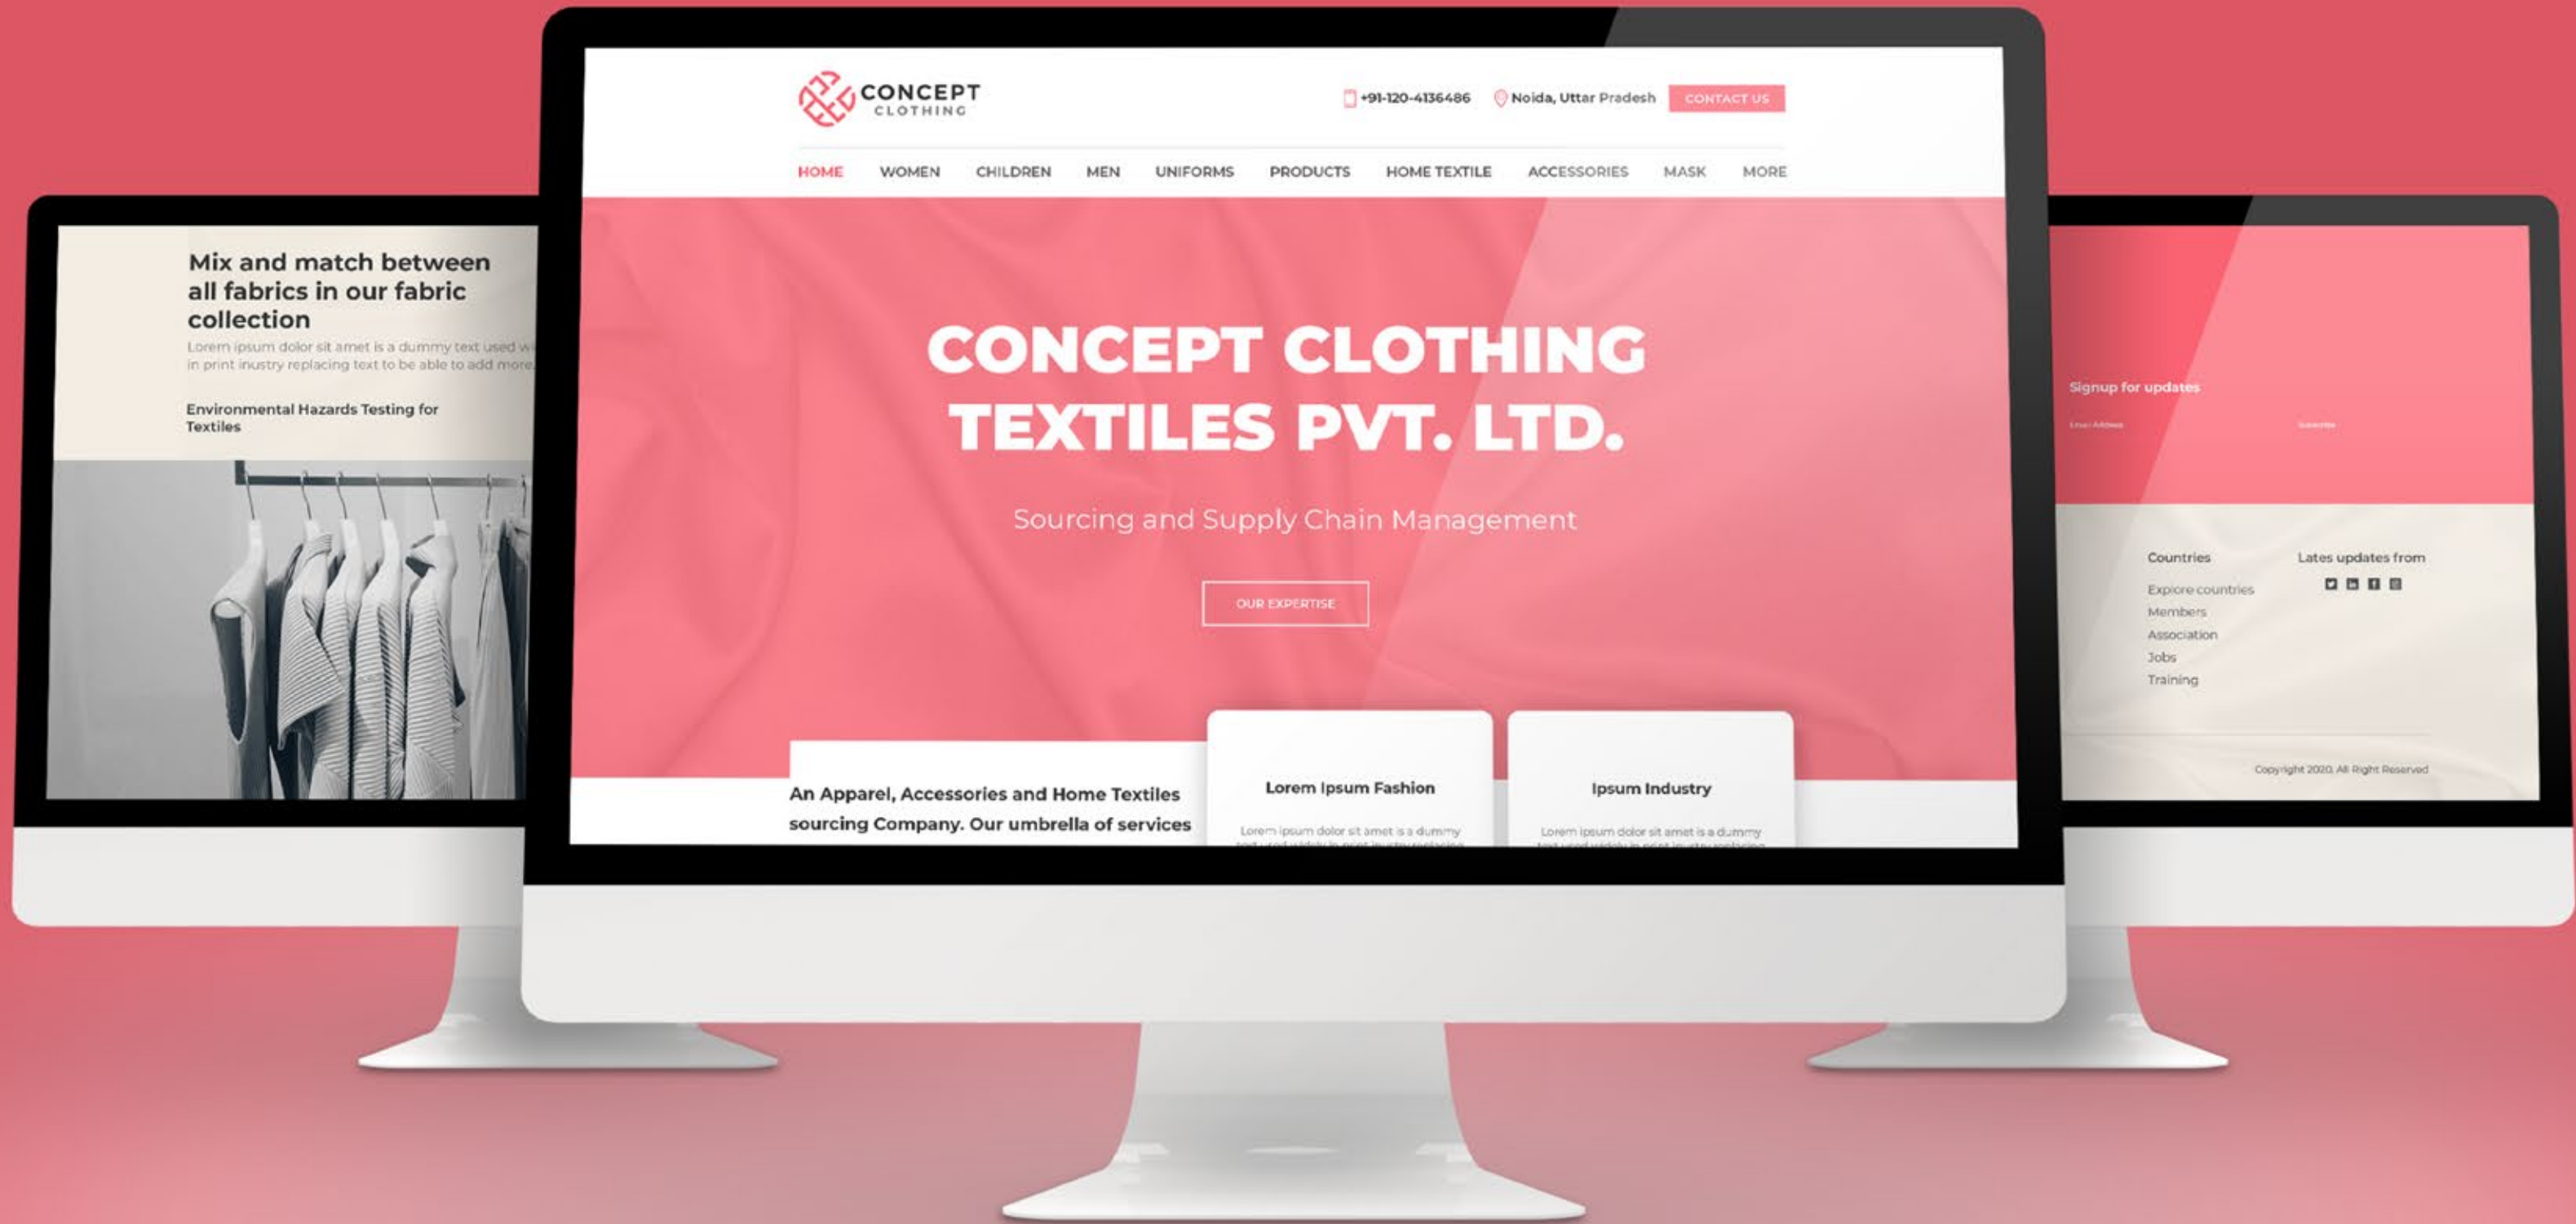 CONCEPT
CLOTHING
+91-120-4136486 Noida, Uttar Pradesh CONTACT US
HOME WOMEN CHILDREN MEN UNIFORMS PRODUCTS HOME TEXTILE ACCESSORIES MASK MORE
CONCEPT CLOTHING
TEXTILES PVT. LTD.
Sourcing and Supply Chain Management
OUR EXPERTISE
An Apparel, Accessories and Home Textiles
sourcing Company. Our umbrella of services
Lorem Ipsum Fashion
Lorem ipsum dolor sit amet is a dummy
Ipsum Industry
Lorem ipsum dolor sit amet is a dummy
Mix and match between
all fabrics in our fabric
collection
Lorem ipsum dolor sit amet is a dummy text used
in print inustry replacing text to be able to add more
Environmental Hazards Testing for
Textiles
Signup for updates
Email Address Subscribe
Countries
Explore countries
Members
Association
Jobs
Training
Lates updates from
Copyright 2020, All Right Reserved